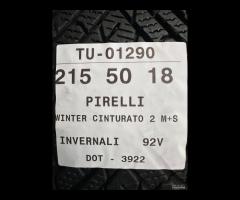 TU-01290
215 50 18
PIRELLI
WINTER CINTURATO 2 M+S
INVERNALI 92V
DOT - 3922